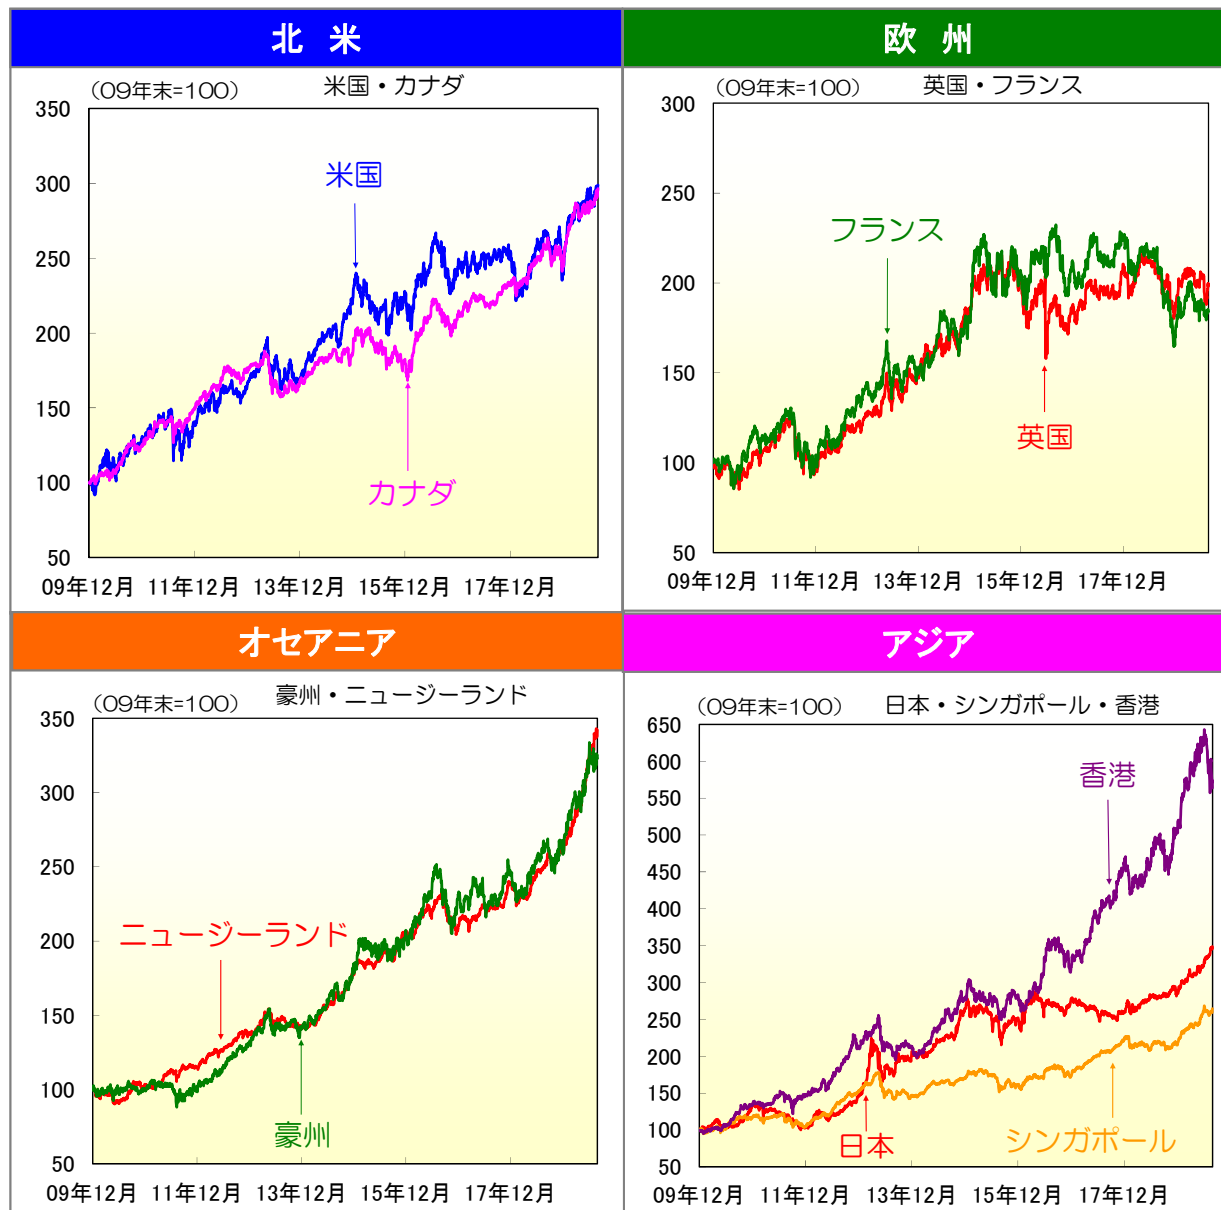 北 米
（09年末=100） 米国・カナダ
350
300
250
200
150
100
50
米国
カナダ
09年12月 11年12月 13年12月 15年12月 17年12月
欧 州
（09年末=100） 英国・フランス
300
250
200
150
100
50
フランス
英国
09年12月 11年12月 13年12月 15年12月 17年12月
オセアニア
（09年末=100） 豪州・ニュージーランド
350
300
250
200
150
100
50
ニュージーランド
豪州
09年12月 11年12月 13年12月 15年12月 17年12月
アジア
（09年末=100） 日本・シンガポール・香港
650
600
550
500
450
400
350
300
250
200
150
100
50
香港
日本
シンガポール
09年12月 11年12月 13年12月 15年12月 17年12月